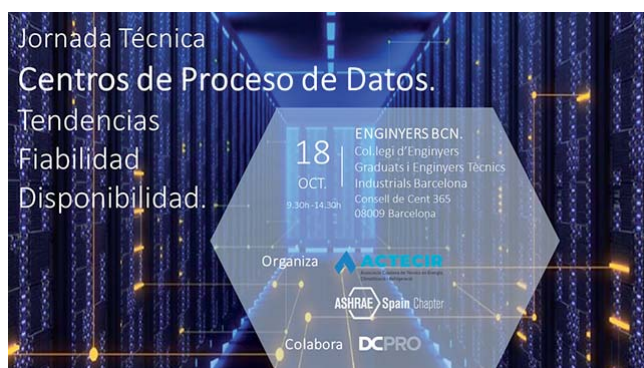 Jornada Técnica
Centros de Proceso de Datos.
Tendencias
Fiabilidad
Disponibilidad.
18
OCT.
9.30h -14.30h
ENGINYERS BCN.
Col.legi d'Enginyers
Graduats i Enginyers Tècnics
Industrials Barcelona
Consell de Cent 365
08009 Barcelona
Organiza
ACTECIR
ASHRAE Spain Chapter
Colabora
DCPRO